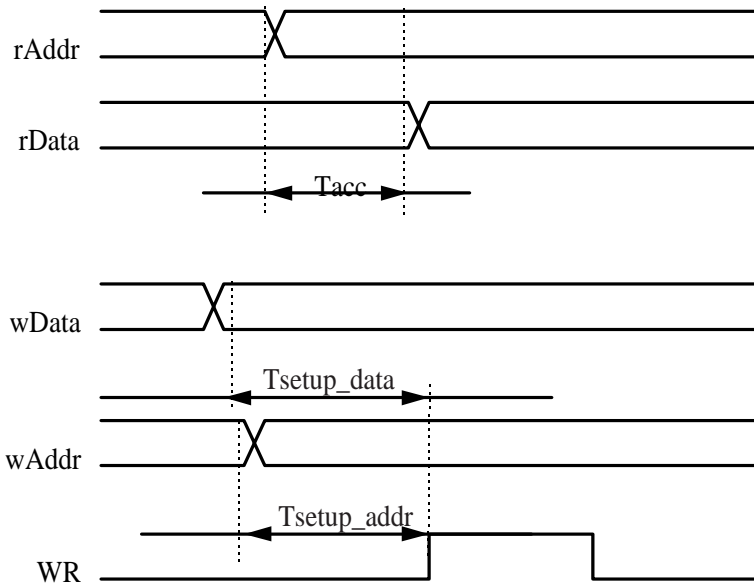 rAddr
rData
Tacc
wData
Tsetup_data
wAddr
Tsetup_addr
WR